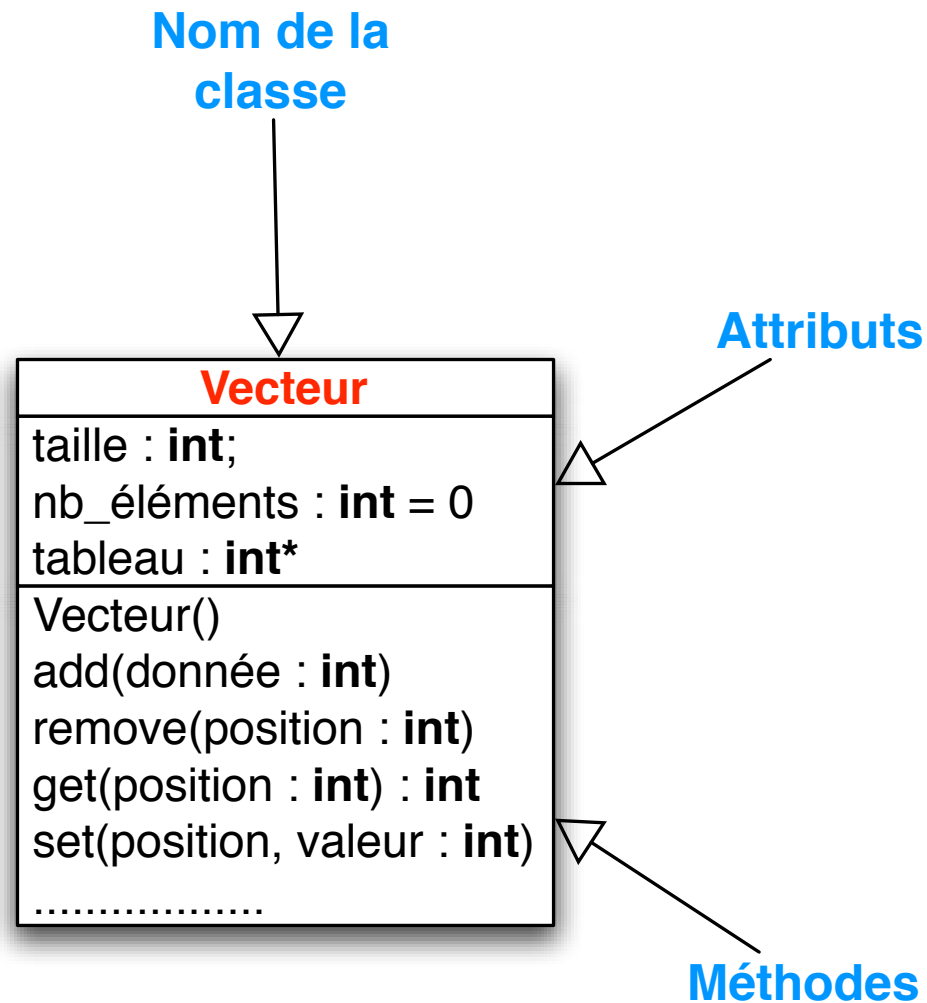 Nom de la
classe
Attributs
Vecteur
taille : int;
nb_éléments : int = 0
tableau : int*
Vecteur()
add(donnée : int)
remove(position : int)
get(position : int) : int
set(position, valeur : int)
..................
Méthodes